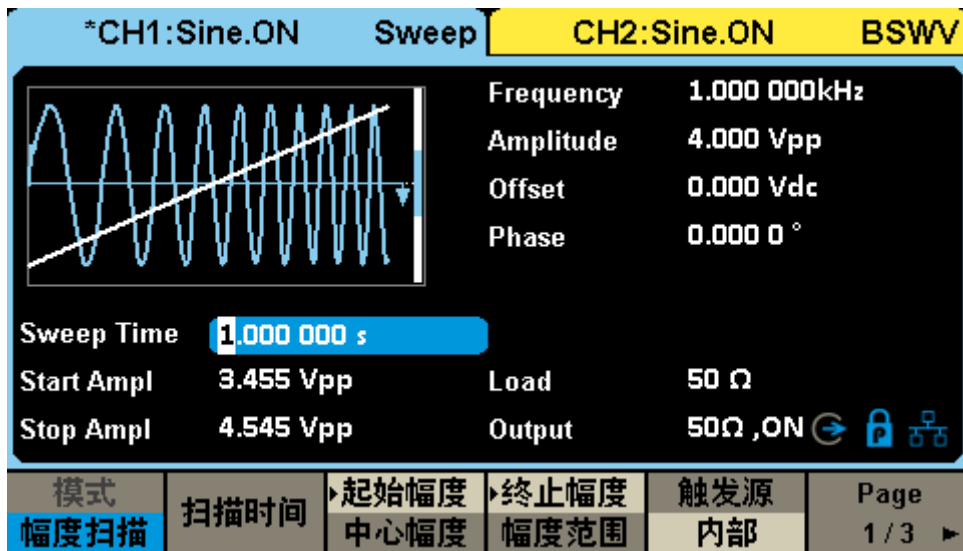 *CH1:Sine.ON Sweep CH2:Sine.ON BSWV
Frequency 1.000 000kHz
Amplitude 4.000 Vpp
Offset 0.000 Vdc
Phase 0.000 0 °
Sweep Time 1.000 000 s
Start Ampl 3.455 Vpp Load 50 Ω
Stop Ampl 4.545 Vpp Output 50Ω ,ON P
模式 扫描时间 起始幅度 终止幅度 触发源 Page
幅度扫描 中心幅度 幅度范围 内部 1/3